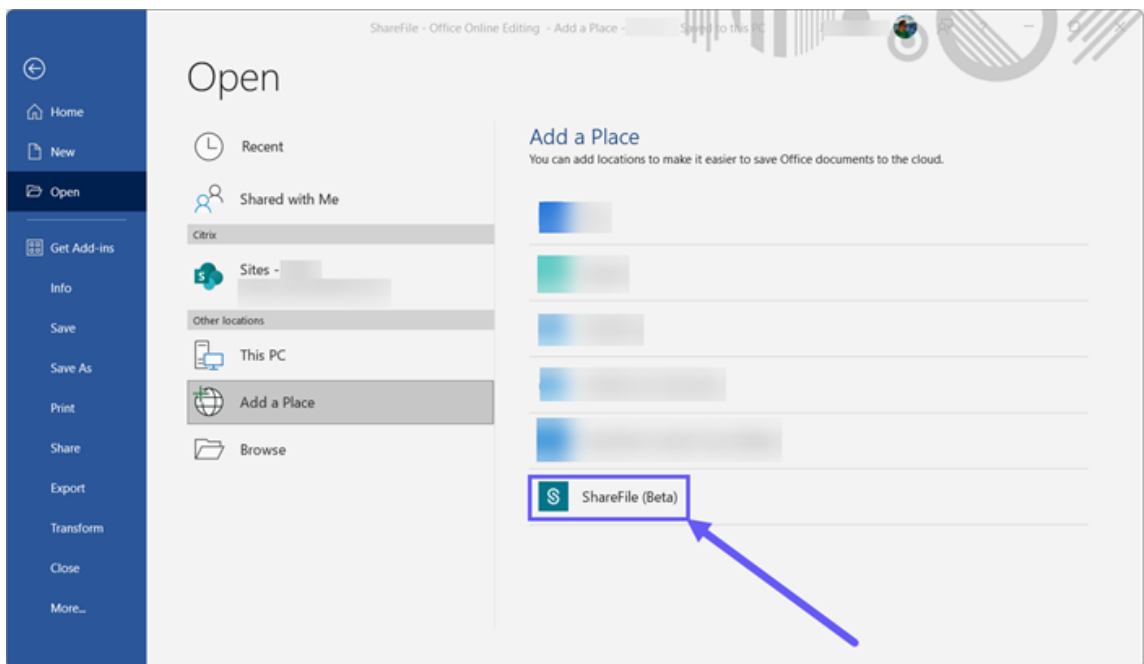 ShareFile - Office Online Editing - Add a Place - Saved to this PC
Open
Home
New
Open
Get Add-ins
Info
Save
Save As
Print
Share
Export
Transform
Close
More...
Recent
Shared with Me
Citrix
Sites -
Other locations
This PC
Add a Place
Browse
Add a Place
You can add locations to make it easier to save Office documents to the cloud.
ShareFile (Beta)